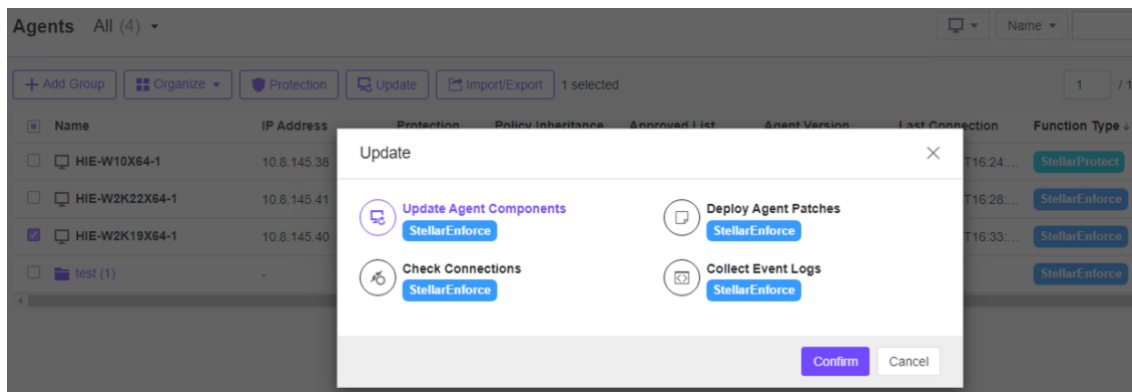 Agents All (4)
Name
Add Group Organize Protection Update Import/Export 1 selected 1 / 1
Name IP Address Protection Policy Inheritance Approved List Agent Version Last Connection Function Type
HIE-W10X64-1 10.8.145.38 T16:24:... StellarProtect
HIE-W2K22X64-1 10.8.145.41 T16:28:... StellarEnforce
HIE-W2K19X64-1 10.8.145.40 T16:33:... StellarEnforce
test (1) - StellarEnforce
Update
Update Agent Components
StellarEnforce
Deploy Agent Patches
StellarEnforce
Check Connections
StellarEnforce
Collect Event Logs
StellarEnforce
Confirm Cancel